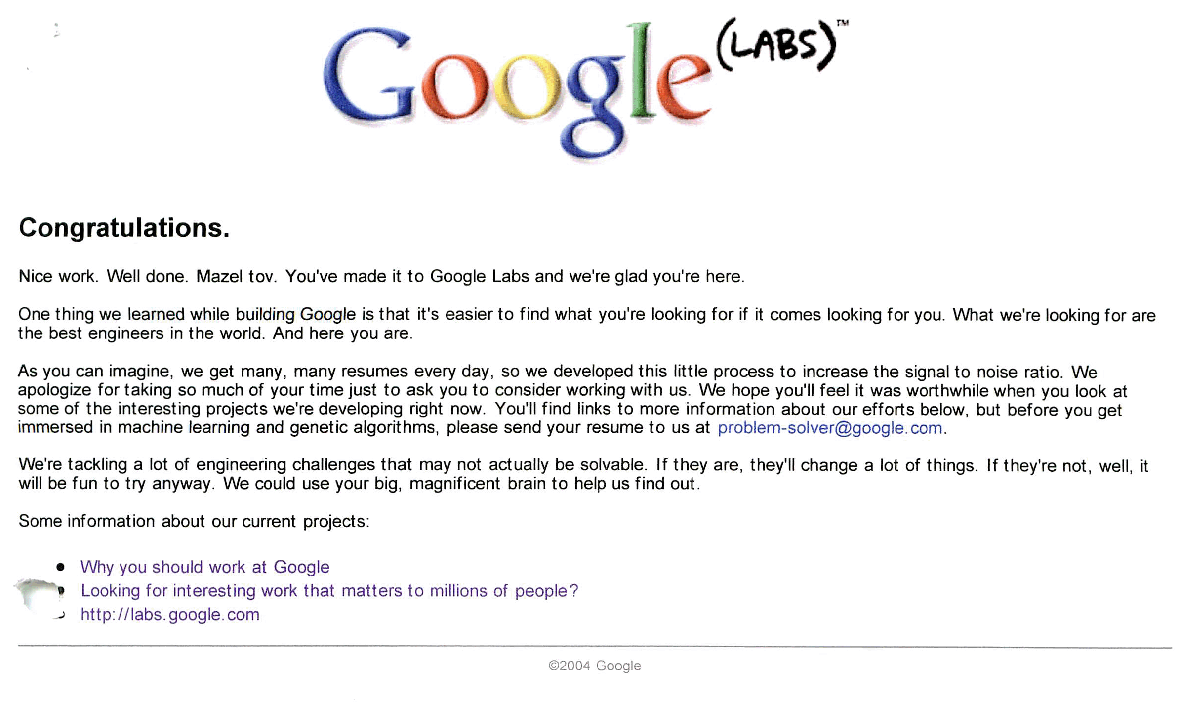 Google (LABS)™
Congratulations.
Nice work. Well done. Mazel tov. You've made it to Google Labs and we're glad you're here.
One thing we learned while building Google is that it's easier to find what you're looking for if it comes looking for you. What we're looking for are
the best engineers in the world. And here you are.
As you can imagine, we get many, many resumes every day, so we developed this little process to increase the signal to noise ratio. We
apologize for taking so much of your time just to ask you to consider working with us. We hope you'll feel it was worthwhile when you look at
some of the interesting projects we're developing right now. You'll find links to more information about our efforts below, but before you get
immersed in machine learning and genetic algorithms, please send your resume to us at problem-solver@google.com.
We're tackling a lot of engineering challenges that may not actually be solvable. If they are, they'll change a lot of things. If they're not, well, it
will be fun to try anyway. We could use your big, magnificent brain to help us find out.
Some information about our current projects:
• Why you should work at Google
• Looking for interesting work that matters to millions of people?
• http://labs.google.com
©2004 Google